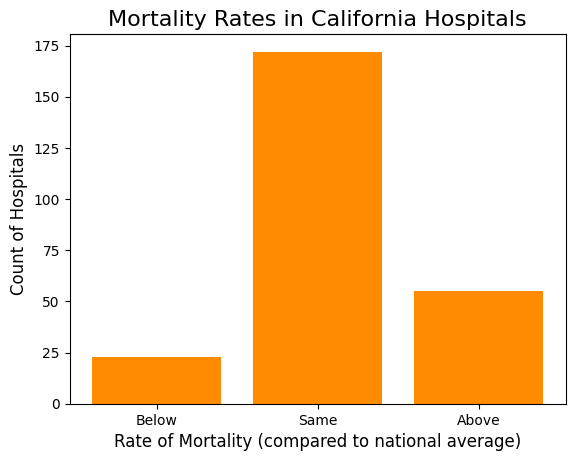 Mortality Rates in California Hospitals
175
150
125
100
75
50
25
0
Count of Hospitals
Below Same Above
Rate of Mortality (compared to national average)